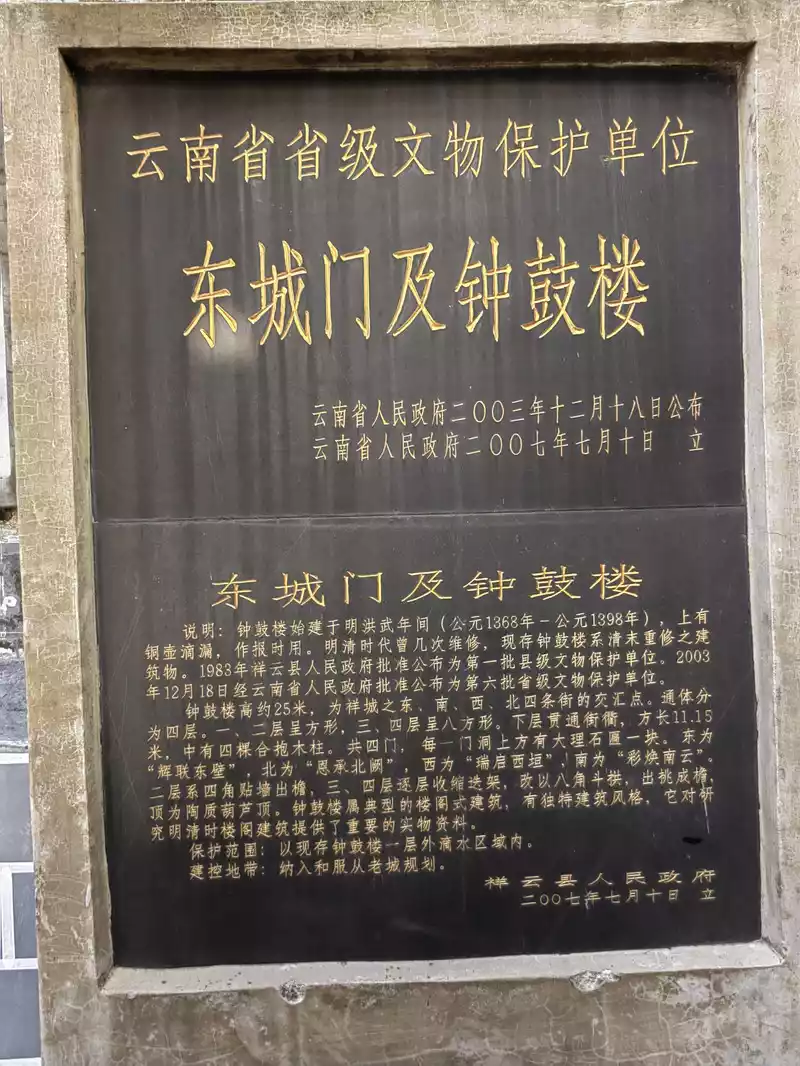 云南省省级文物保护单位
东城门及钟鼓楼
云南省人民政府二〇〇三年十二月十八日公布
云南省人民政府二〇〇七年七月十日 立
东城门及钟鼓楼
说明：钟鼓楼始建于明洪武年间（公元1368年－公元1398年），上有
铜壶滴漏，作报时用。明清时代曾几次维修，现存钟鼓楼系清末重修之建
筑物。1983年祥云县人民政府批准公布为第一批县级文物保护单位。2003
年12月18日经云南省人民政府批准公布为第六批省级文物保护单位。
钟鼓楼高约25米，为祥城之东、南、西、北四条街的交汇点。通体分
为四层。一、二层呈方形，三、四层呈八方形。下层贯通街衢，方长11.15
米，中有四棵合抱木柱。共四门，每一门洞上方有大理石匾一块。东为
“解联东壁”，北为“恩承北阙”，西为“瑞启西垣”，南为“彩焕南云”。
二层系四角贴墙出檐，三、四层逐层收缩迭架，改以八角斗拱，出挑成檐，
顶为陶质葫芦顶。钟鼓楼属典型的楼阁式建筑，有独特建筑风格，它对研
究明清时楼阁建筑提供了重要的实物资料。
保护范围：以现存钟鼓楼一层外滴水区域内。
建控地带：纳入和服从老城规划。
祥云县人民政府
二〇〇七年七月十日 立